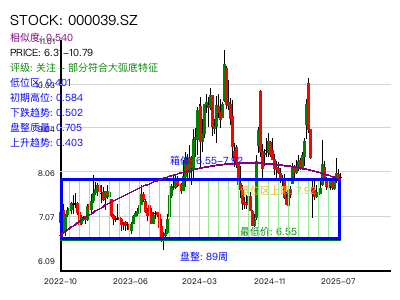 STOCK: 000039.SZ
相似度: 0.540
PRICE: 6.31-10.79
评级: 关注 - 部分符合大弧底特征
低位区: 0.401
初期高位: 0.584
下跌趋势: 0.502
盘整: 0.705
上升趋势: 0.403
6.55-7.92
8.06
最低价: 6.55
7.07
6.09
盘整: 89周
2022-10
2023-06
2024-03
2024-11
2025-07